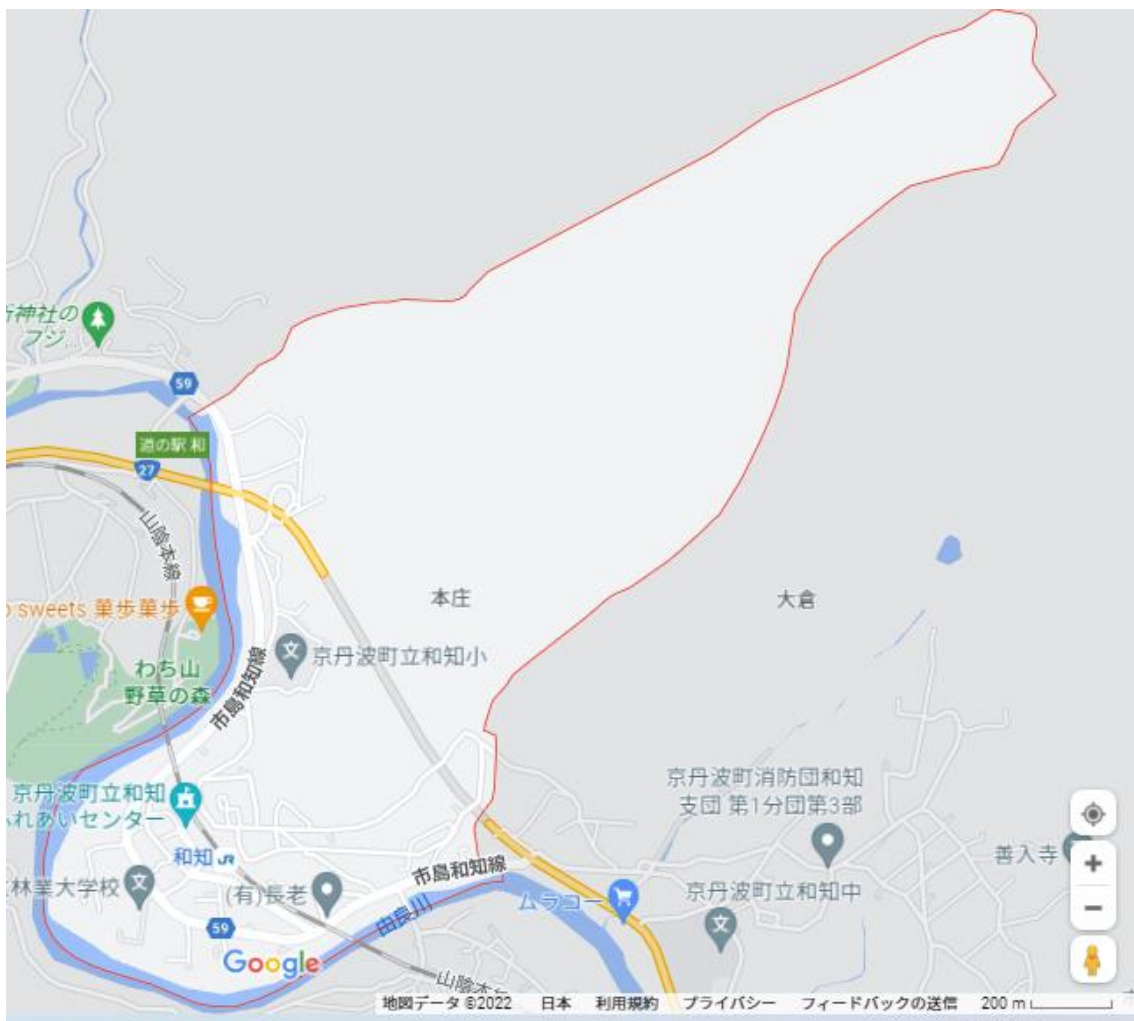 神社の
フジ...
59
道の駅 和
27
山陰本線
sweets 菓歩菓歩
わち山
野草の森
本庄
大倉
京丹波町立和知小
市島和知線
京丹波町立和知
れあいセンター
京丹波町消防団和知
支団 第1分団第3部
善入寺
和知 JR
市島和知線
林業大学校
(有)長老
由良川
ムラコー
京丹波町立和知中
59
Google
山陰本
地図データ ©2022 日本 利用規約 プライバシー フィードバックの送信 200 m